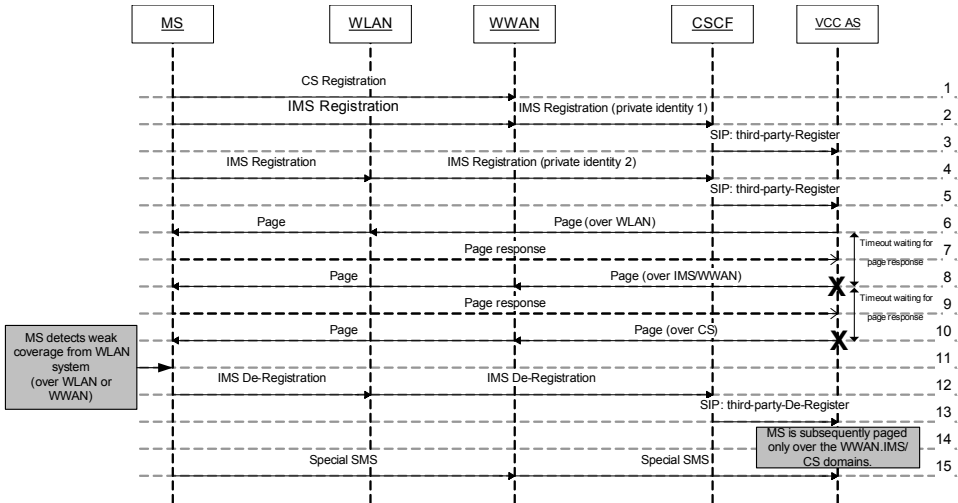 MS
WLAN
WWAN
CSCF
VCC AS
CS Registration
1
IMS Registration
IMS Registration (private identity 1)
2
SIP: third-party-Register
3
IMS Registration
IMS Registration (private identity 2)
4
SIP: third-party-Register
5
Page
Page (over WLAN)
6
Page response
Timeout waiting for
page response
7
Page
Page (over IMS/WWAN)
X
8
Page response
Timeout waiting for
page response
9
Page
Page (over CS)
X
10
MS detects weak
coverage from WLAN
system
(over WLAN or
WWAN)
11
IMS De-Registration
IMS De-Registration
12
SIP: third-party-De-Register
13
MS is subsequently paged
only over the WWAN.IMS/
CS domains.
14
Special SMS
Special SMS
15